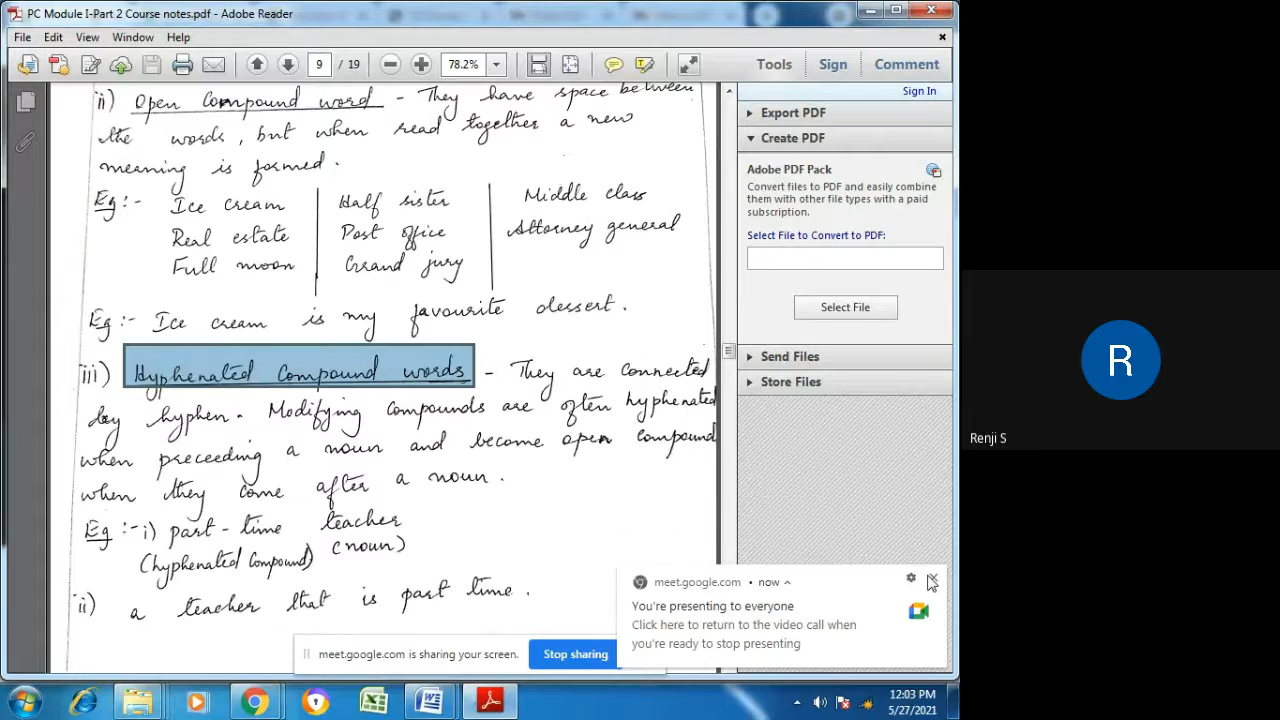 PC Module I-Part 2 Course notes.pdf - Adobe Reader
File Edit View Window Help
9 / 19 78.2% Tools Sign Comment
Sign In
Export PDF
Create PDF
Adobe PDF Pack
Convert files to PDF and easily combine
them with other file types with a paid
subscription.
Select File to Convert to PDF:
Select File
Send Files
Store Files
ii) Open Compound word - They have space between
the words, but when read together a new
meaning is formed.
Eg:- Ice cream Half sister Middle class
Real estate Post office Attorney general
Full moon Grand jury
Eg:- Ice cream is my favourite dessert.
iii) Hyphenated Compound words - They are connected
by hyphen. Modifying compounds are often hyphenated
when preceeding a noun and become open compound
when they come after a noun.
Eg:- i) part-time teacher
(hyphenated Compound) (noun)
ii) a teacher that is part time.
meet.google.com • now
You're presenting to everyone
Click here to return to the video call when
you're ready to stop presenting
meet.google.com is sharing your screen. Stop sharing
12:03 PM
5/27/2021
R
Renji S